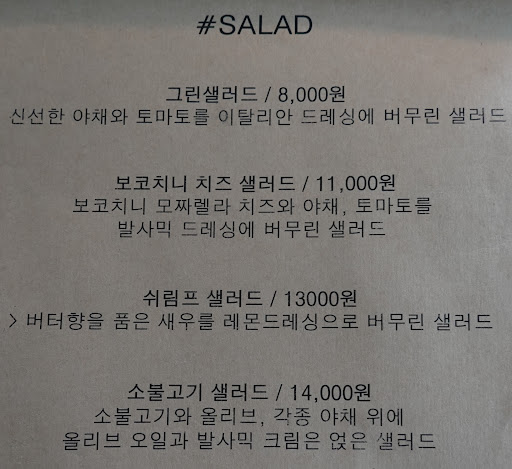 #SALAD
그린샐러드 / 8,000원
신선한 야채와 토마토를 이탈리안 드레싱에 버무린 샐러드
보코치니 치즈 샐러드 / 11,000원
보코치니 모짜렐라 치즈와 야채, 토마토를
발사믹 드레싱에 버무린 샐러드
쉬림프 샐러드 / 13000원
> 버터향을 품은 새우를 레몬드레싱으로 버무린 샐러드
소불고기 샐러드 / 14,000원
소불고기와 올리브, 각종 야채 위에
올리브 오일과 발사믹 크림은 얹은 샐러드